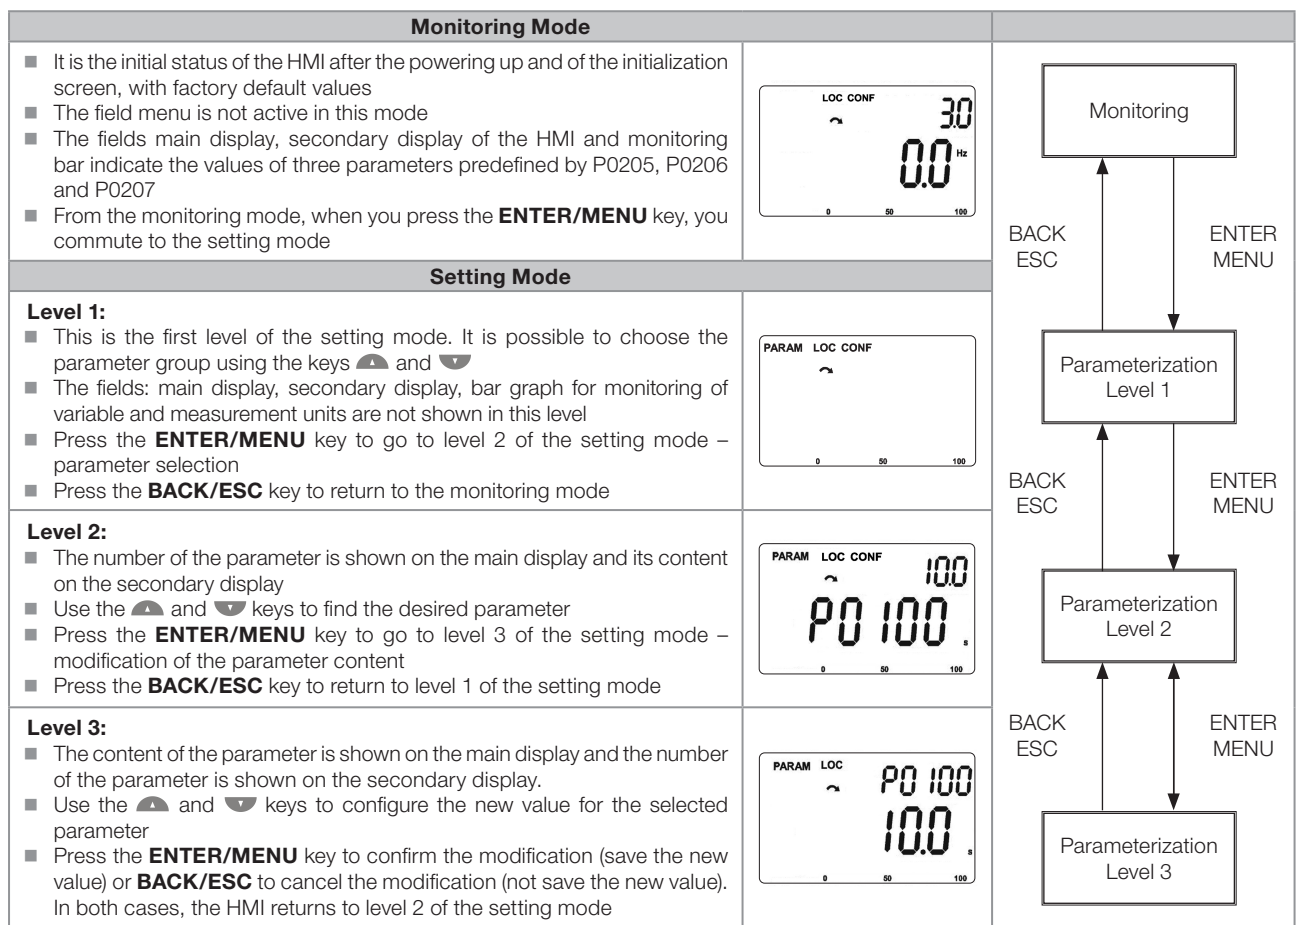 Monitoring Mode
■ It is the initial status of the HMI after the powering up and of the initialization
screen, with factory default values
■ The field menu is not active in this mode
■ The fields main display, secondary display of the HMI and monitoring
bar indicate the values of three parameters predefined by P0205, P0206
and P0207
■ From the monitoring mode, when you press the ENTER/MENU key, you
commute to the setting mode
LOC CONF
3.0
0.0 Hz
0 50 100
Setting Mode
Level 1:
■ This is the first level of the setting mode. It is possible to choose the
parameter group using the keys and
■ The fields: main display, secondary display, bar graph for monitoring of
variable and measurement units are not shown in this level
■ Press the ENTER/MENU key to go to level 2 of the setting mode –
parameter selection
■ Press the BACK/ESC key to return to the monitoring mode
PARAM LOC CONF
0 50 100
Level 2:
■ The number of the parameter is shown on the main display and its content
on the secondary display
■ Use the and keys to find the desired parameter
■ Press the ENTER/MENU key to go to level 3 of the setting mode –
modification of the parameter content
■ Press the BACK/ESC key to return to level 1 of the setting mode
PARAM LOC CONF
10.0
P0100 s
0 50 100
Level 3:
■ The content of the parameter is shown on the main display and the number
of the parameter is shown on the secondary display.
■ Use the and keys to configure the new value for the selected
parameter
■ Press the ENTER/MENU key to confirm the modification (save the new
value) or BACK/ESC to cancel the modification (not save the new value).
In both cases, the HMI returns to level 2 of the setting mode
PARAM LOC
P0100
10.0 s
0 50 100
Monitoring
BACK
ESC
ENTER
MENU
Parameterization
Level 1
BACK
ESC
ENTER
MENU
Parameterization
Level 2
BACK
ESC
ENTER
MENU
Parameterization
Level 3